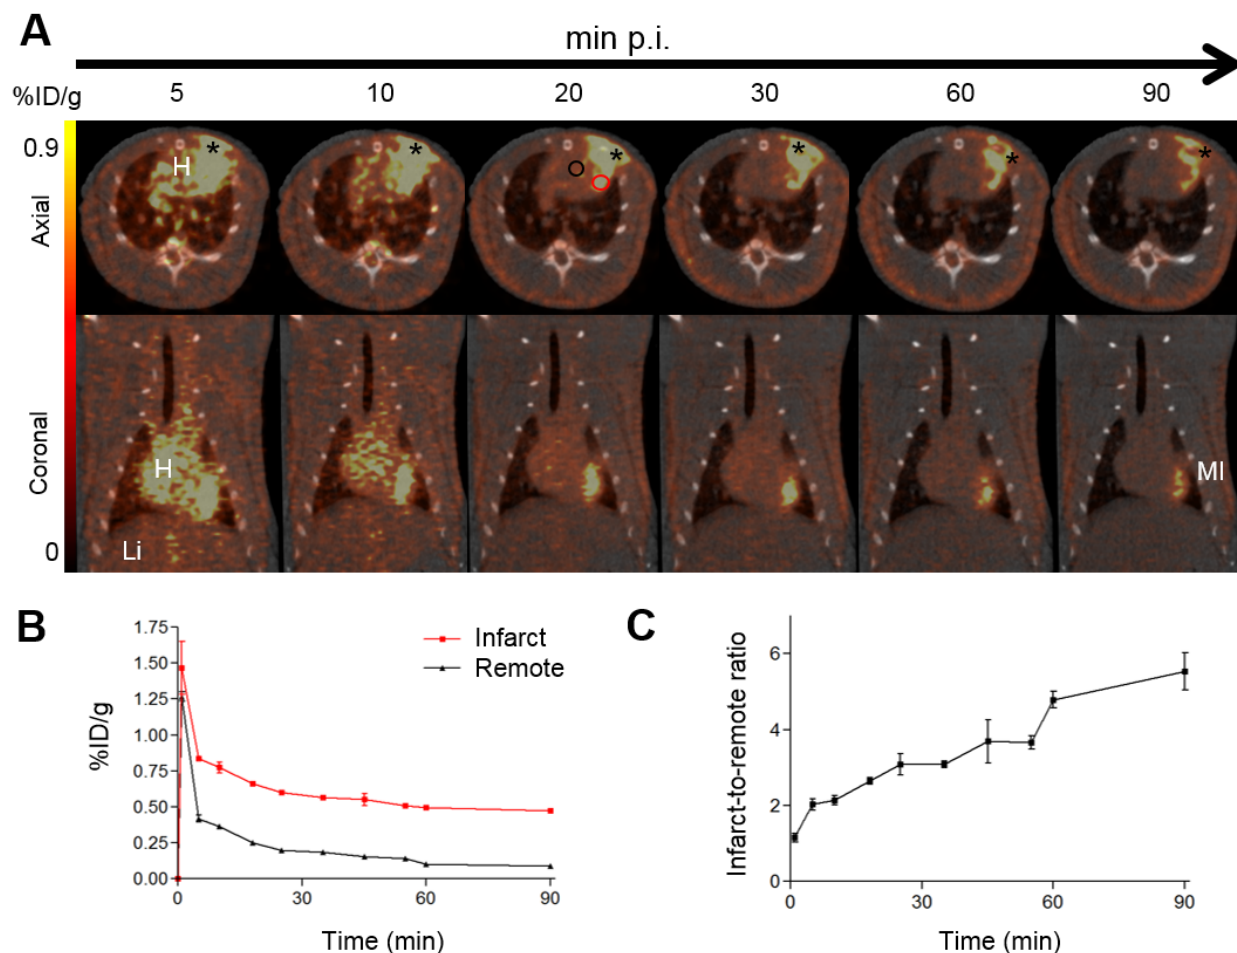 A
min p.i.
%ID/g 5 10 20 30 60 90
0.9
Axial
H * * * * * *
Coronal
H
MI
Li
0
B
1.75
1.50
1.25
1.00
0.75
0.50
0.25
0.00
%ID/g
Infarct
Remote
0 30 60 90
Time (min)
C
6
4
2
0
Infarct-to-remote ratio
0 30 60 90
Time (min)